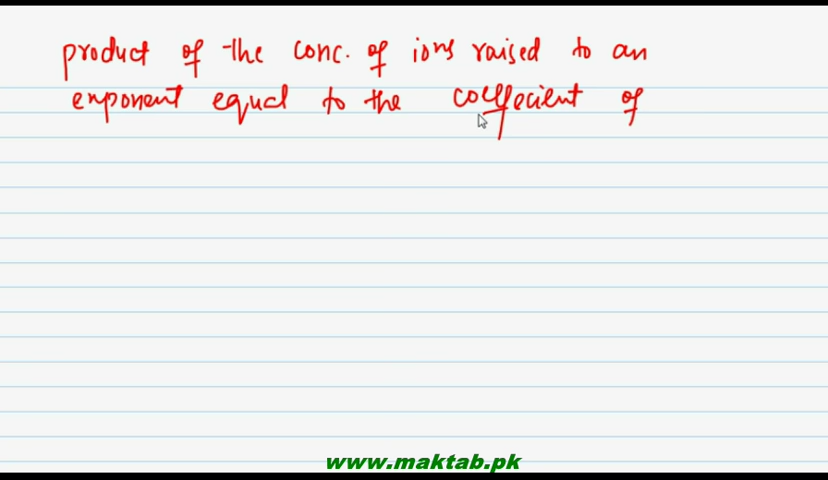 product of the conc. of ions raised to an
exponent equal to the coeffecient of
www.maktab.pk